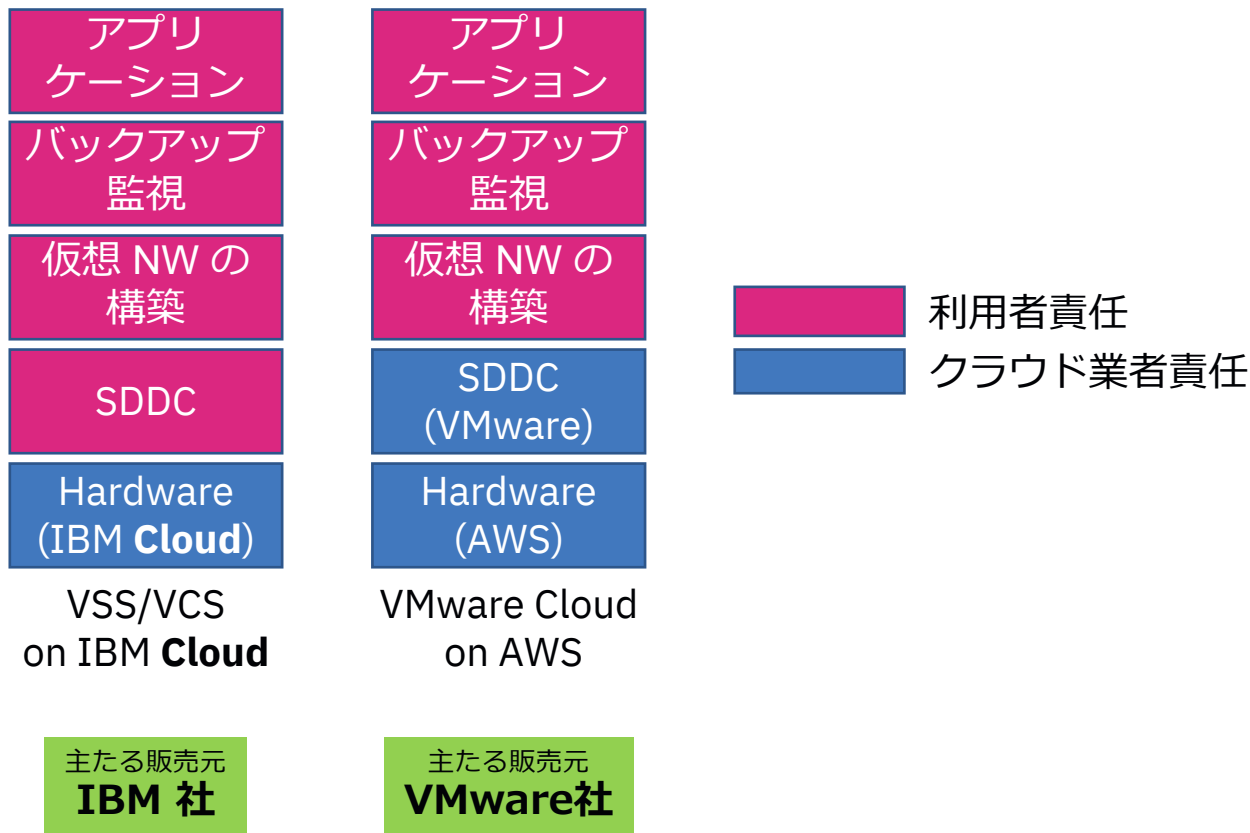 アプリ
ケーション
バックアップ
監視
仮想 NW の
構築
SDDC
Hardware
(IBM Cloud)
VSS/VCS
on IBM Cloud
主たる販売元
IBM 社
アプリ
ケーション
バックアップ
監視
仮想 NW の
構築
SDDC
(VMware)
Hardware
(AWS)
VMware Cloud
on AWS
主たる販売元
VMware社
利用者責任
クラウド業者責任